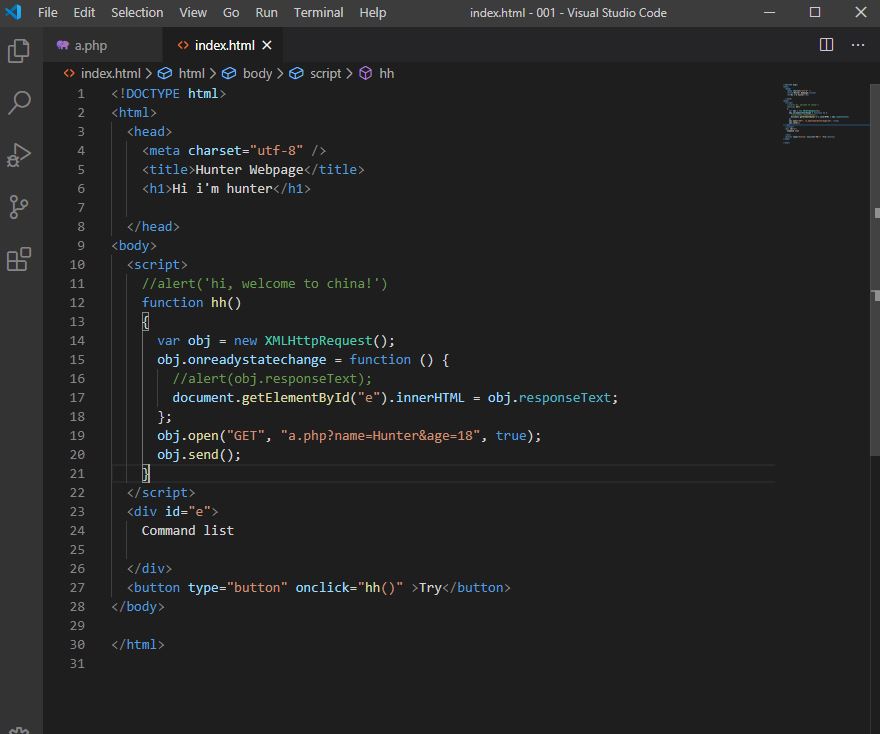 File Edit Selection View Go Run Terminal Help index.html - 001 - Visual Studio Code
a.php index.html
index.html > html > head > body > script > hh
1 <!DOCTYPE html>
2 <html>
3 <head>
4 <meta charset="utf-8" />
5 <title>Hunter Webpage</title>
6 <h1>Hi i'm hunter</h1>
7
8 </head>
9 <body>
10 <script>
11 //alert('hi, welcome to china!')
12 function hh()
13 {
14 var obj = new XMLHttpRequest();
15 obj.onreadystatechange = function () {
16 //alert(obj.responseText);
17 document.getElementById("e").innerHTML = obj.responseText;
18 };
19 obj.open("GET", "a.php?name=Hunter&age=18", true);
20 obj.send();
21 }
22 </script>
23 <div id="e">
24 Command list
25
26 </div>
27 <button type="button" onclick="hh()" >Try</button>
28 </body>
29
30 </html>
31